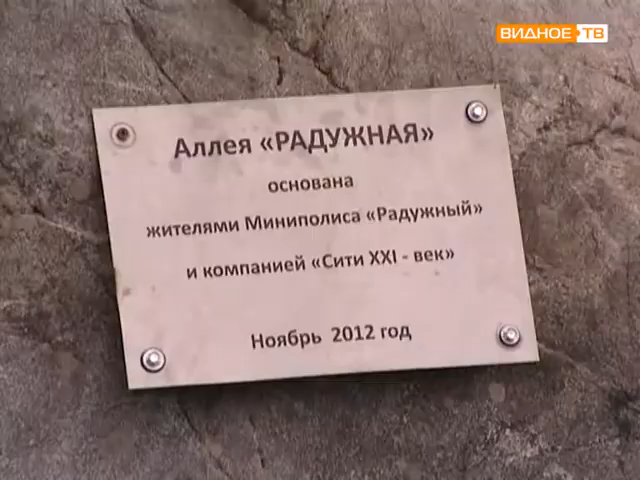 ВИДНОЕ ТВ
Аллея «РАДУЖНАЯ»
основана
жителями Миниполиса «Радужный»
и компанией «Сити XXI - век»
Ноябрь 2012 год